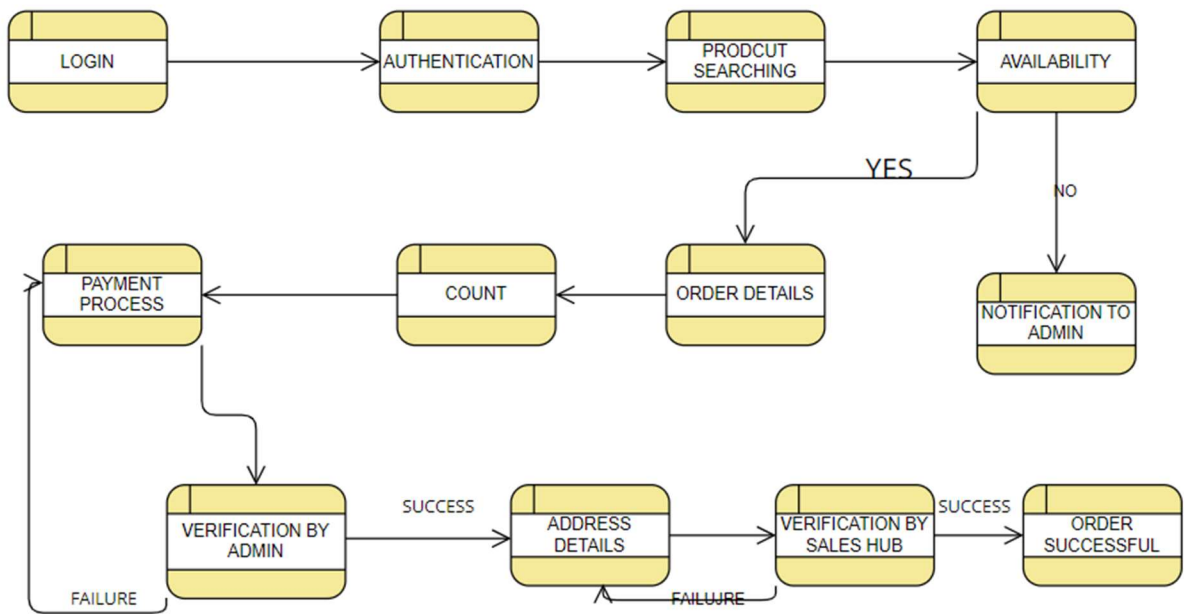 LOGIN
AUTHENTICATION
PRODCUT
SEARCHING
AVAILABILITY
YES
NO
PAYMENT
PROCESS
COUNT
ORDER DETAILS
NOTIFICATION TO
ADMIN
VERIFICATION BY
ADMIN
SUCCESS
ADDRESS
DETAILS
VERIFICATION BY
SALES HUB
SUCCESS
ORDER
SUCCESSFUL
FAILURE
FAILUJRE